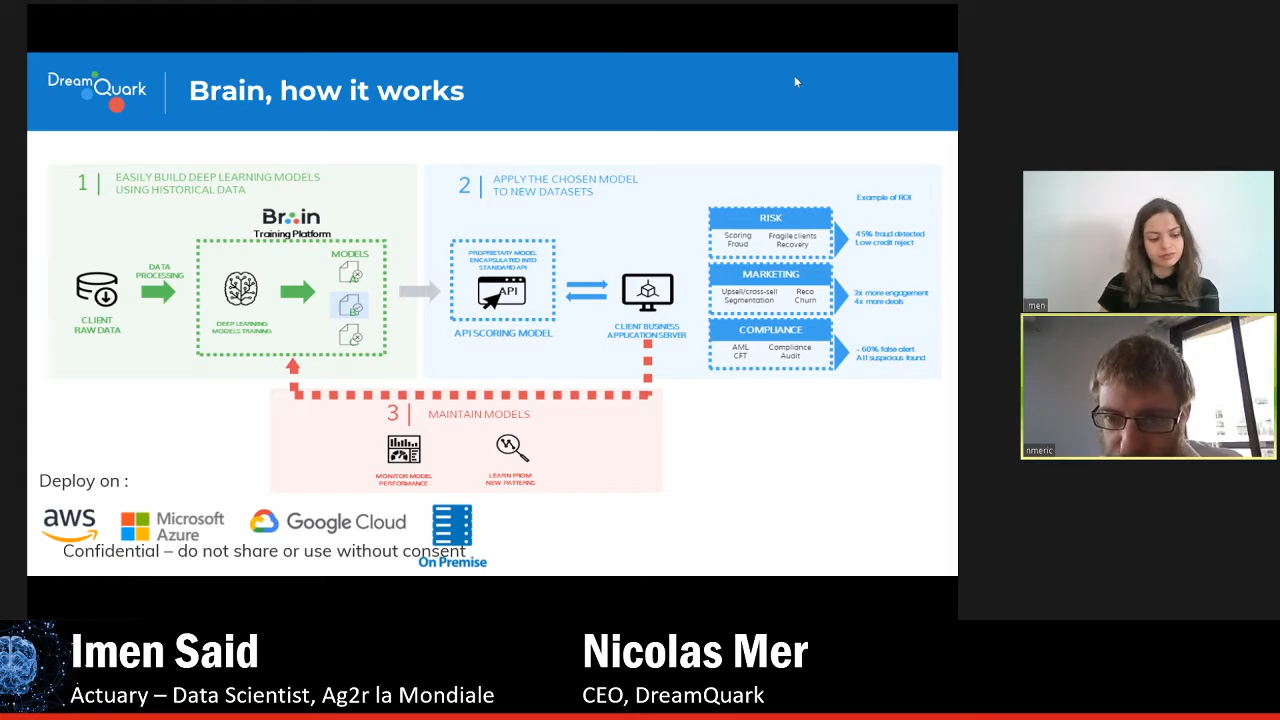 DreamQuark
Brain, how it works
1
EASILY BUILD DEEP LEARNING MODELS
USING HISTORICAL DATA
Brain
Training Platform
MODELS
DATA
PROCESSING
A
CLIENT
RAW DATA
DEEP LEARNING
MODELS TRAINING
2
APPLY THE CHOSEN MODEL
TO NEW DATASETS
PROPRIETARY MODEL
ENCAPSULATED INTO
STANDARD API
API
API SCORING MODEL
CLIENT BUSINESS
APPLICATION SERVER
Example of ROI
RISK
Scoring Fragile clients
Fraud Recovery
45% fraud detected
Low credit reject
MARKETING
Upsell/cross-sell Reco
Segmentation Churn
3x more engagement
4x more deals
COMPLIANCE
AML Compliance
CFT Audit
- 60% false alert
All suspicious found
3
MAINTAIN MODELS
MONITOR MODEL
PERFORMANCE
LEARN FROM
NEW PATTERNS
Deploy on :
aws
Microsoft
Azure
Google Cloud
On Premise
Confidential – do not share or use without consent
imen
nmeric
Imen Said
Actuary – Data Scientist, Ag2r la Mondiale
Nicolas Mer
CEO, DreamQuark